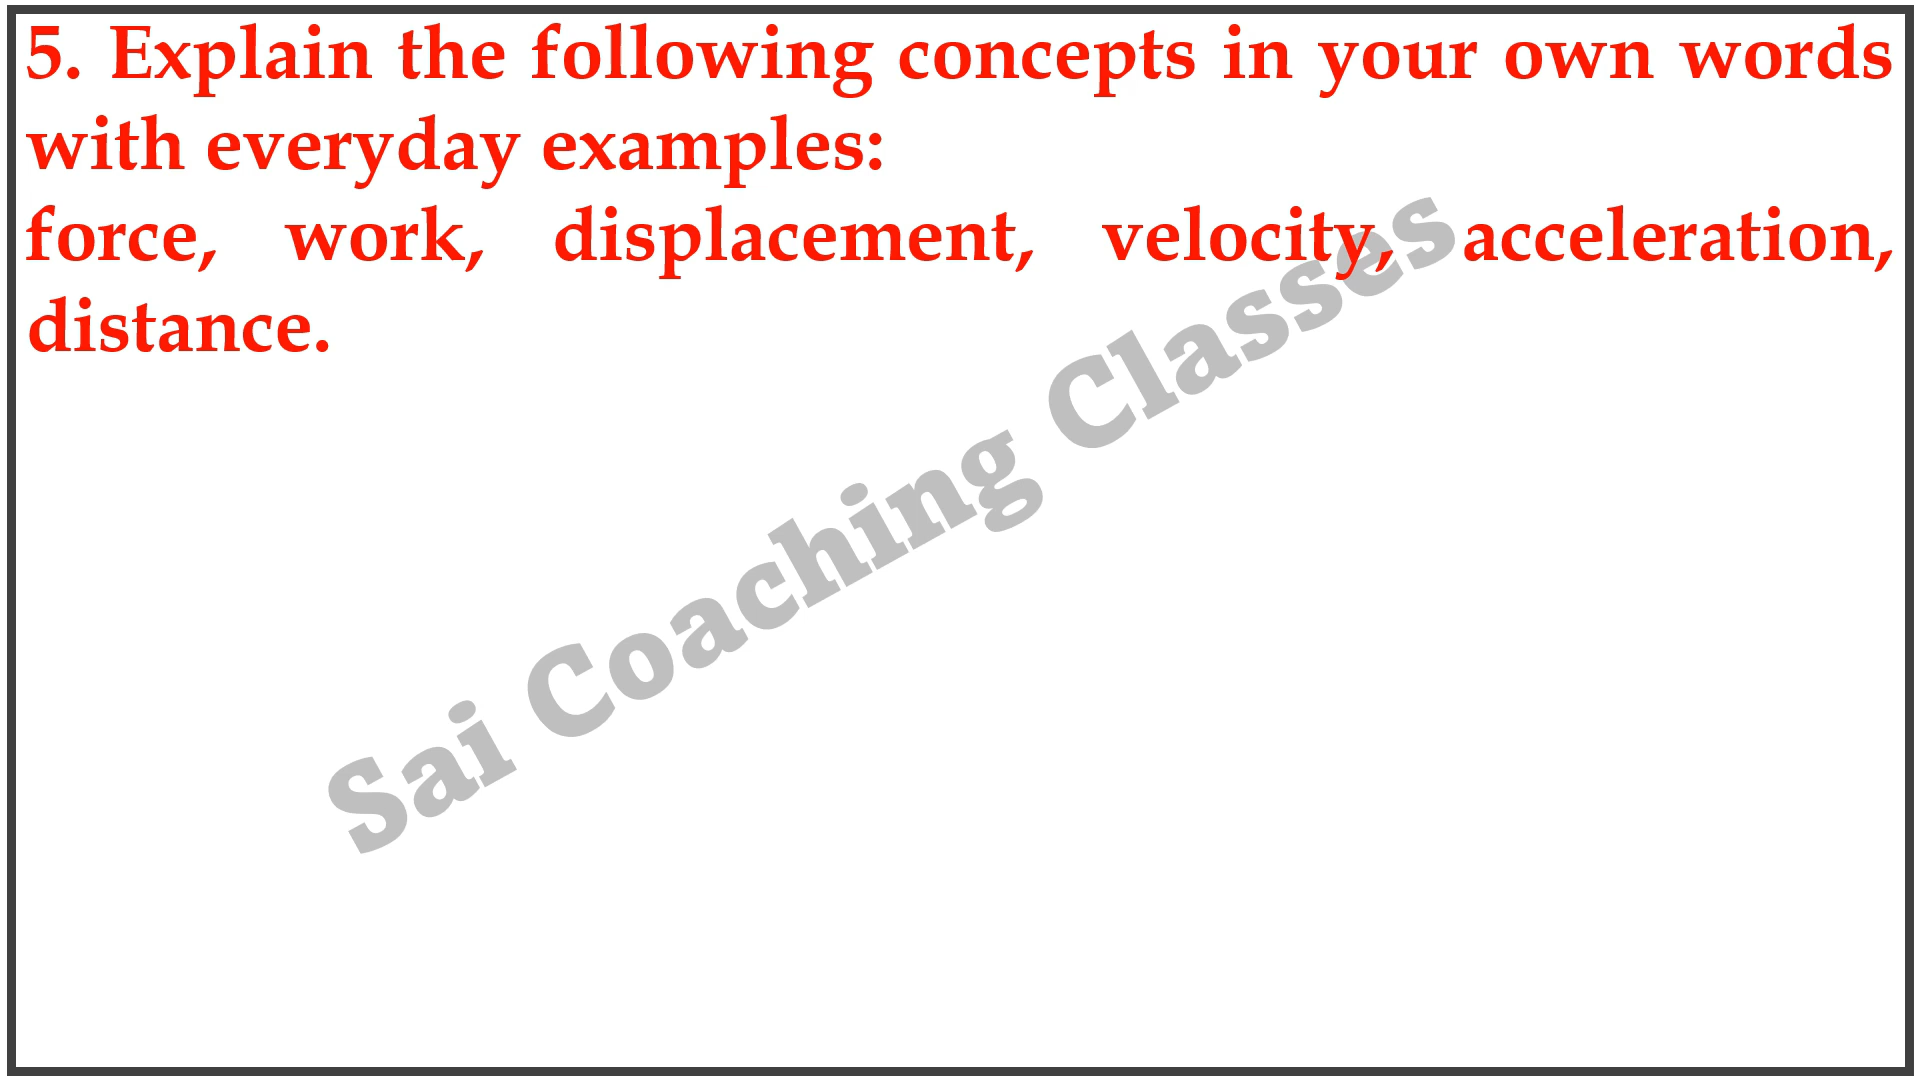 5. Explain the following concepts in your own words
with everyday examples:
force, work, displacement, velocity, acceleration,
distance.
Sai Coaching Classes